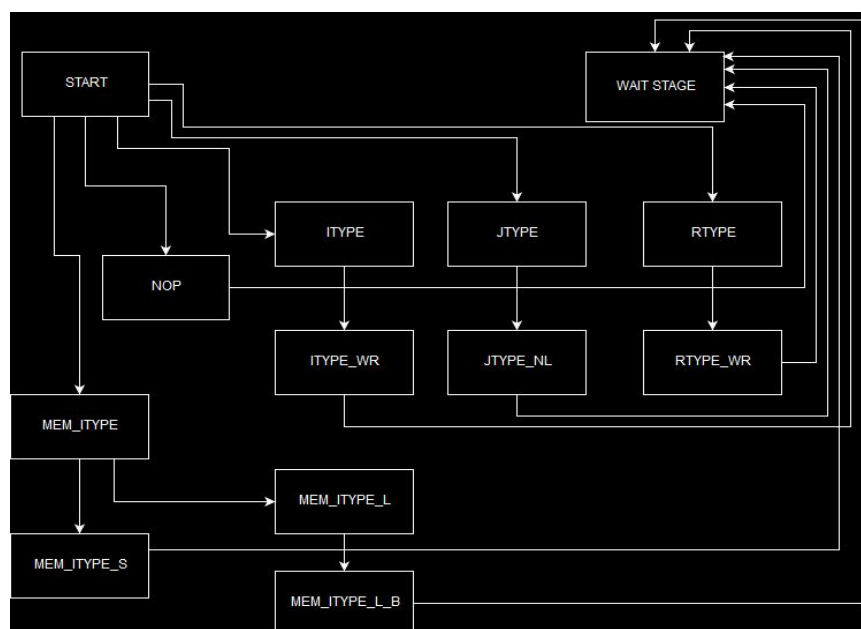 START
WAIT STAGE
ITYPE
JTYPE
RTYPE
NOP
ITYPE_WR
JTYPE_NL
RTYPE_WR
MEM_ITYPE
MEM_ITYPE_L
MEM_ITYPE_S
MEM_ITYPE_L_B